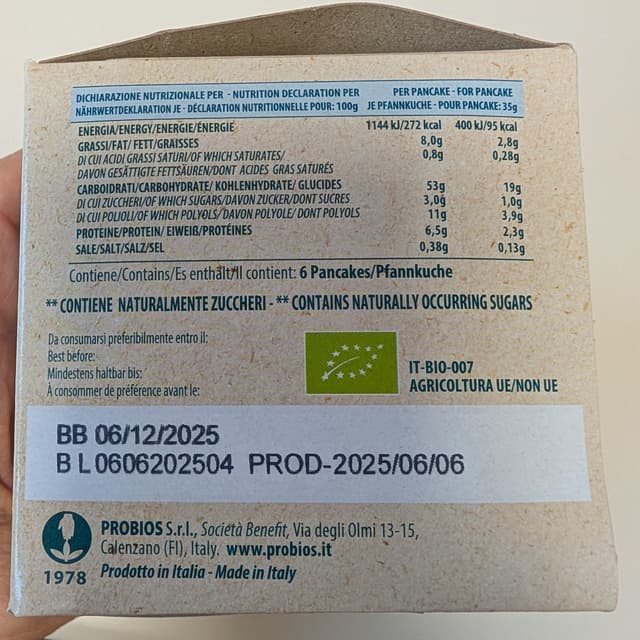 DICHIARAZIONE NUTRIZIONALE PER - NUTRITION DECLARATION PER
NÄHRWERTDEKLARATION JE - DÉCLARATION NUTRITIONNELLE POUR: 100g
PER PANCAKE - FOR PANCAKE
JE PFANNKUCHE - POUR PANCAKE: 35g
ENERGIA/ENERGY/ENERGIE/ÉNERGIE 1144 kJ/272 kcal 400 kJ/95 kcal
GRASSI/FAT/ FETT/GRAISSES 8,0g 2,8g
DI CUI ACIDI GRASSI SATURI/OF WHICH SATURATES/ 0,8g 0,28g
DAVON GESÄTTIGTE FETTSÄUREN/DONT ACIDES GRAS SATURÉS
CARBOIDRATI/CARBOHYDRATE/ KOHLENHYDRATE/ GLUCIDES 53g 19g
DI CUI ZUCCHERI/OF WHICH SUGARS/DAVON ZUCKER/DONT SUCRES 3,0g 1,0g
DI CUI POLIOLI/OF WHICH POLYOLS/DAVON POLYOLE/ DONT POLYOLS 11g 3,9g
PROTEINE/PROTEIN/ EIWEIß/PROTÉINES 6,5g 2,3g
SALE/SALT/SALZ/SEL 0,38g 0,13g
Contiene/Contains/Es enthält/Il contient: 6 Pancakes/Pfannkuche
** CONTIENE NATURALMENTE ZUCCHERI - ** CONTAINS NATURALLY OCCURRING SUGARS
Da consumarsi preferibilmente entro il:
Best before:
Mindestens haltbar bis:
À consommer de préférence avant le:
IT-BIO-007
AGRICOLTURA UE/NON UE
BB 06/12/2025
B L 0606202504 PROD-2025/06/06
PROBIOS S.r.l., Società Benefit, Via degli Olmi 13-15,
Calenzano (FI), Italy. www.probios.it
1978 Prodotto in Italia - Made in Italy